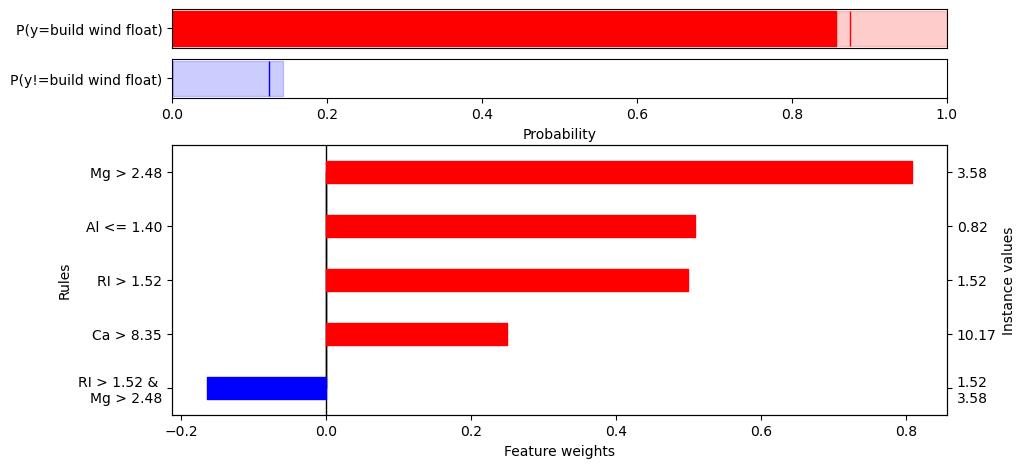 P(y=build wind float)
P(y!=build wind float)
0.0 0.2 0.4 0.6 0.8 1.0
Probability
Mg > 2.48 3.58
Al <= 1.40 0.82
RI > 1.52 1.52
Ca > 8.35 10.17
RI > 1.52 & 1.52
Mg > 2.48 3.58
Rules
Instance values
−0.2 0.0 0.2 0.4 0.6 0.8
Feature weights